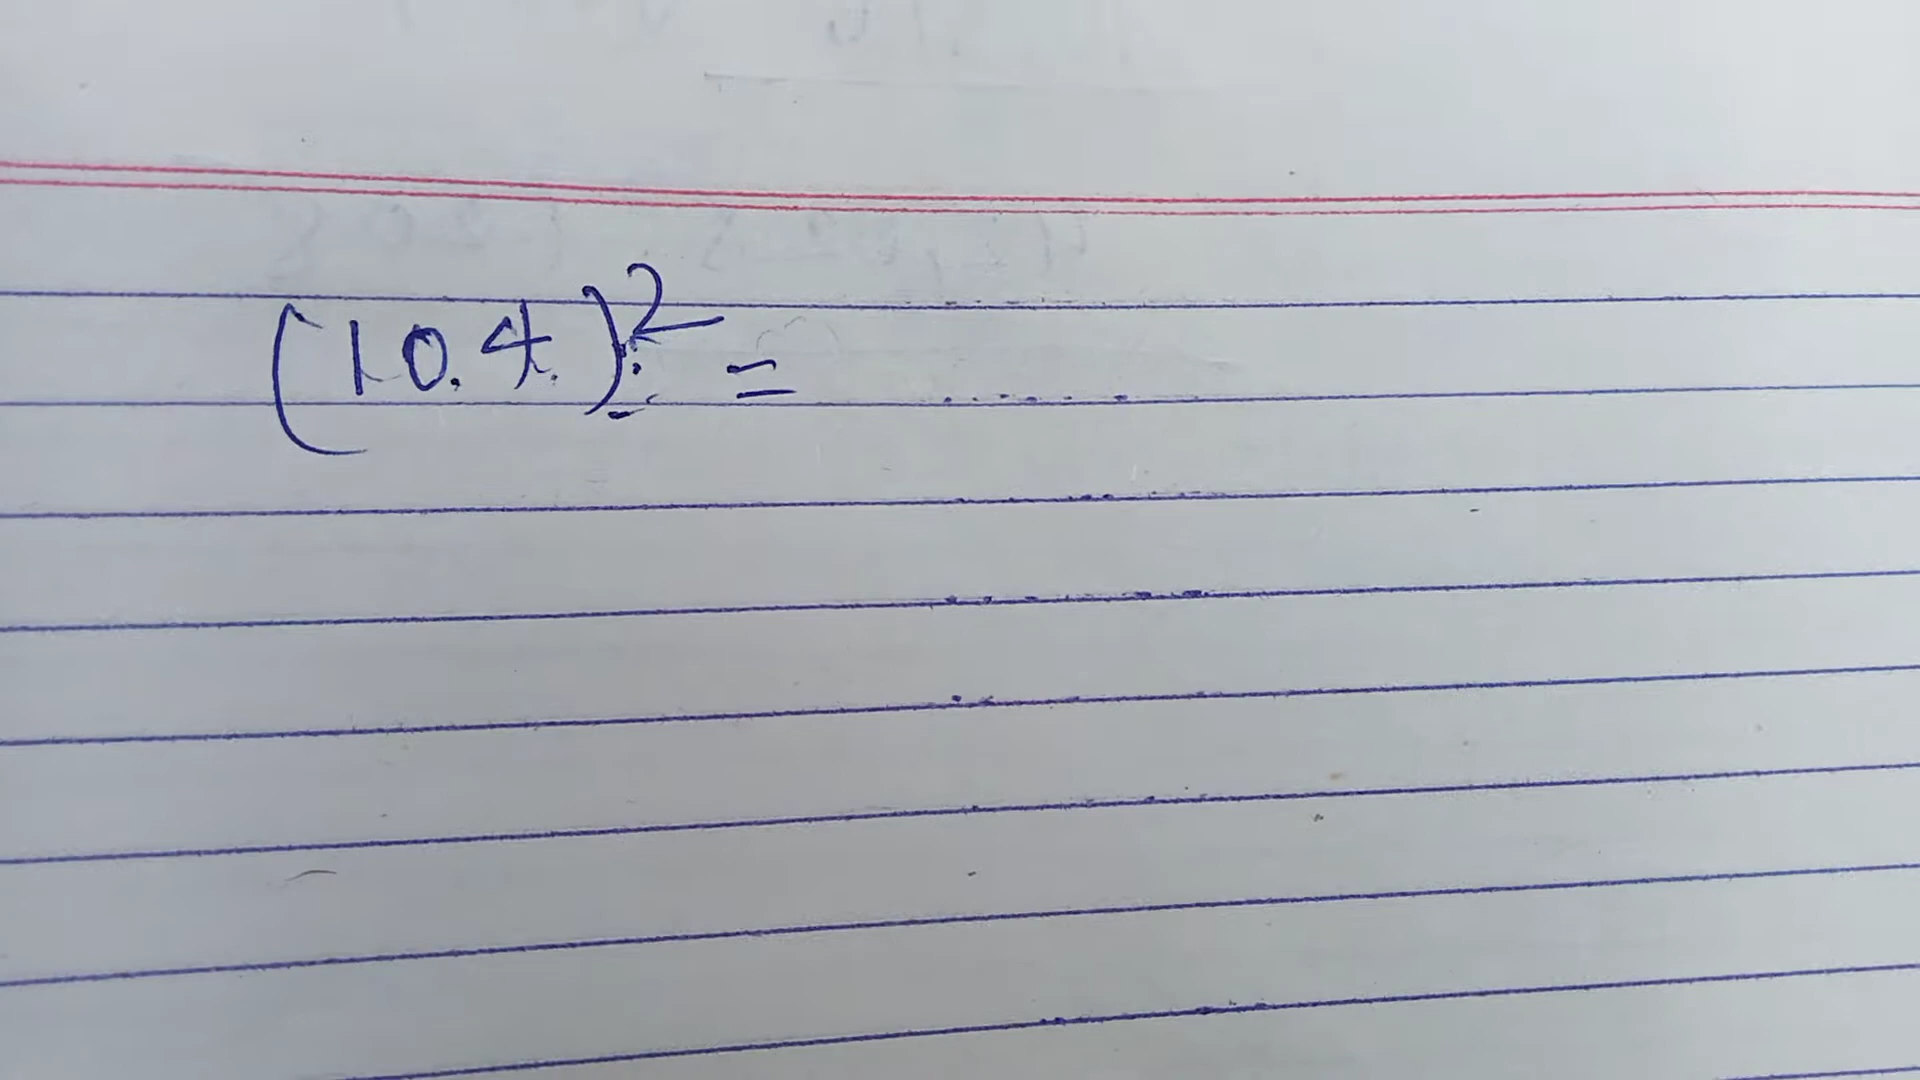 (10.4)² =